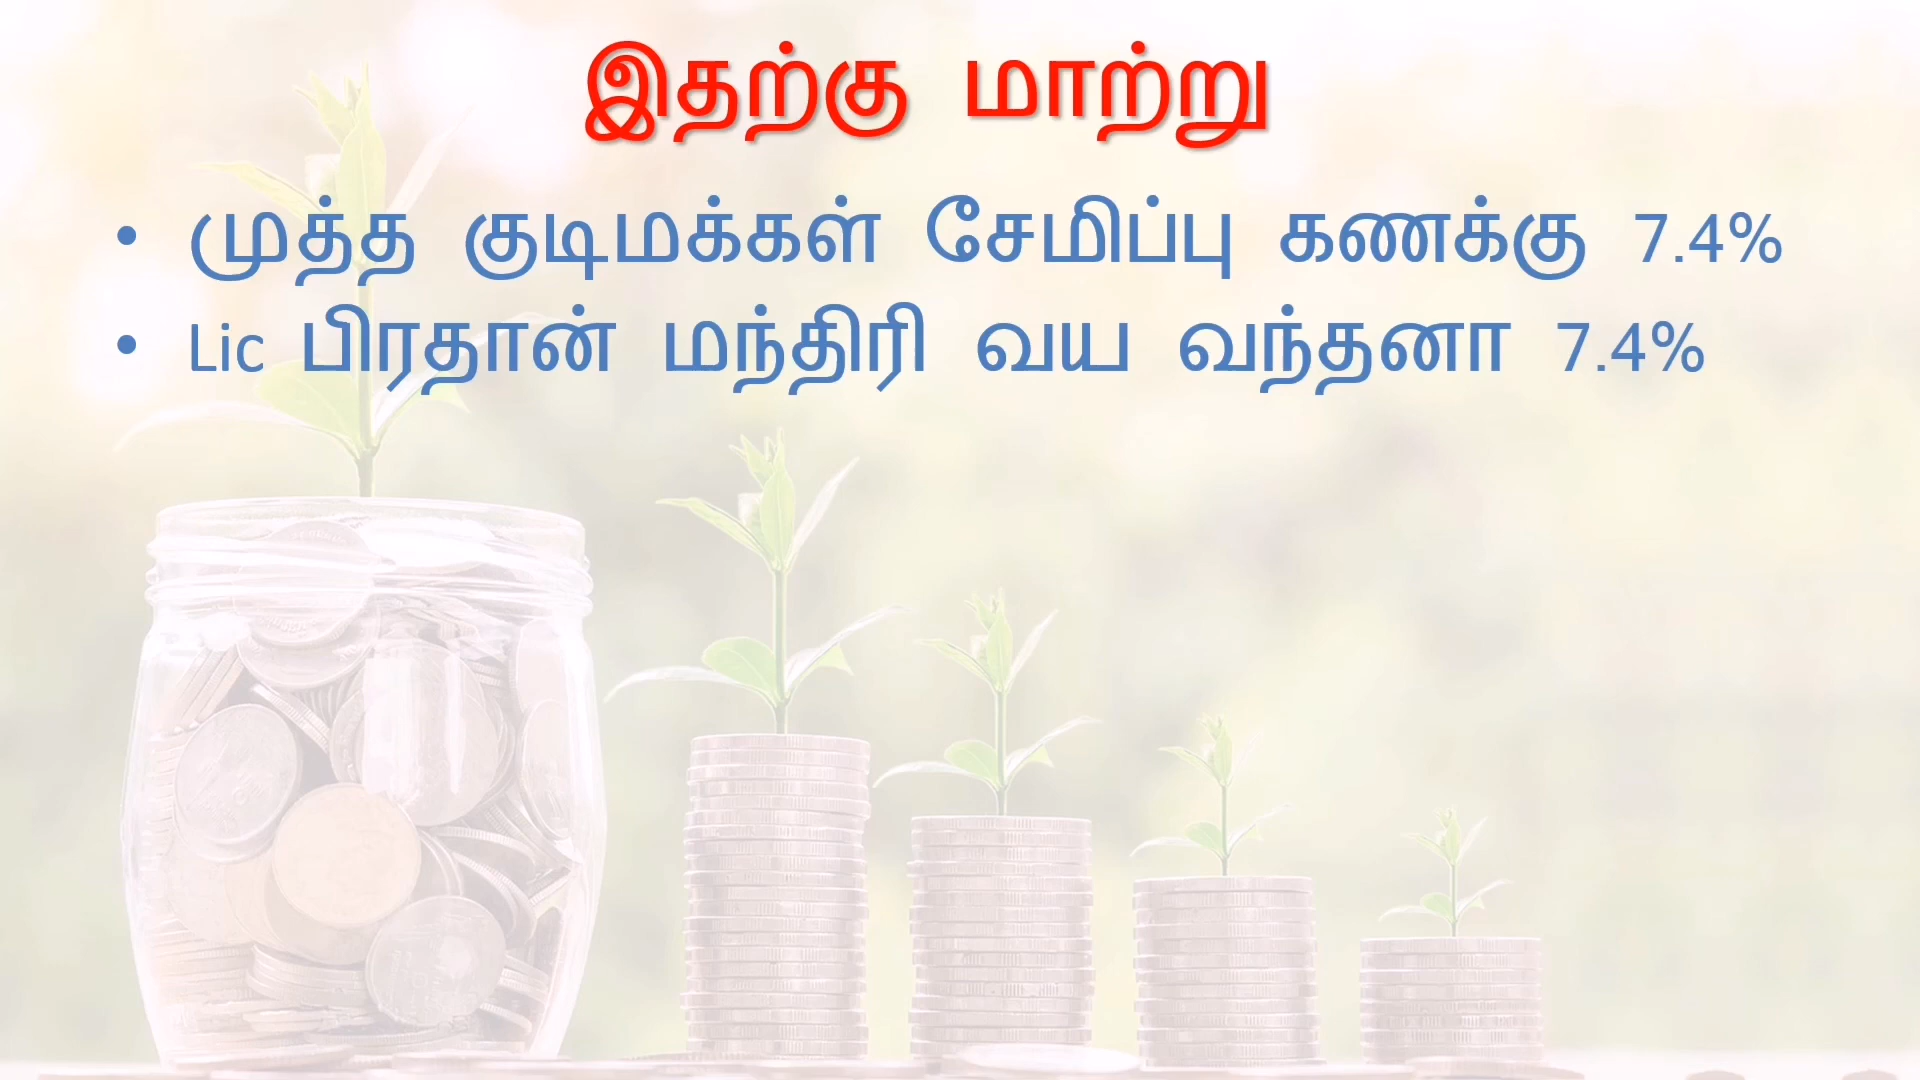 இதற்கு மாற்று
• முத்த குடிமக்கள் சேமிப்பு கணக்கு 7.4%
• Lic பிரதான் மந்திரி வய வந்தனா 7.4%